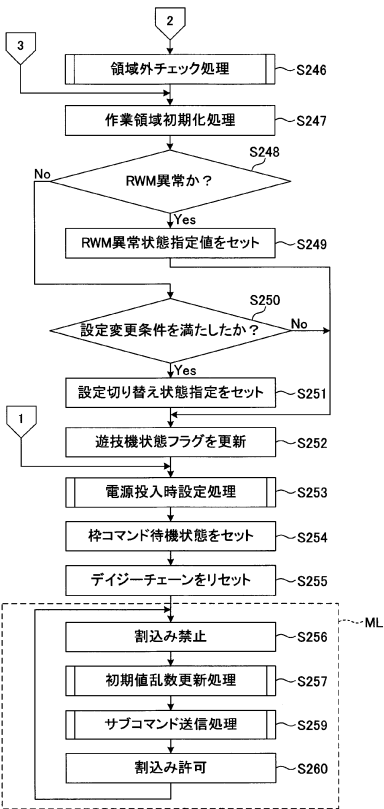 2
3
領域外チェック処理 S246
作業領域初期化処理 S247
S248
No
RWM異常か？
Yes
RWM異常状態指定値をセット S249
S250
設定変更条件を満たしたか？ No
Yes
設定切り替え状態指定をセット S251
1
遊技機状態フラグを更新 S252
電源投入時設定処理 S253
枠コマンド待機状態をセット S254
デイジーチェーンをリセット S255
ML
割込み禁止 S256
初期値乱数更新処理 S257
サブコマンド送信処理 S259
割込み許可 S260